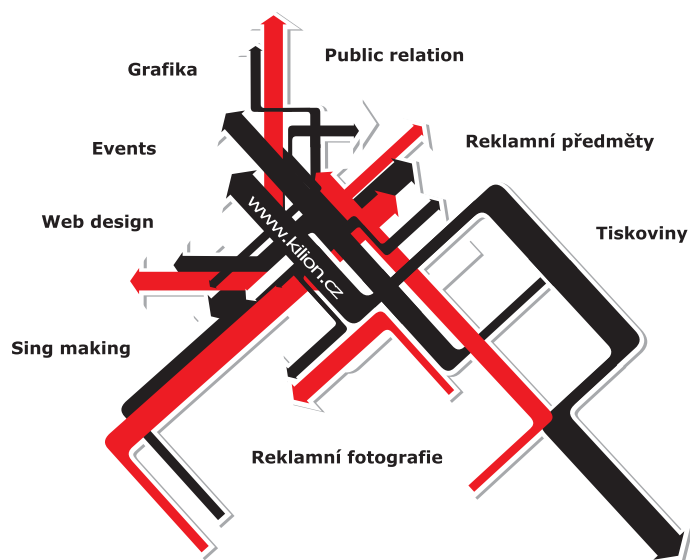 Public relation
Grafika
Reklamní předměty
Events
Web design
www.kilion.cz
Tiskoviny
Sing making
Reklamní fotografie